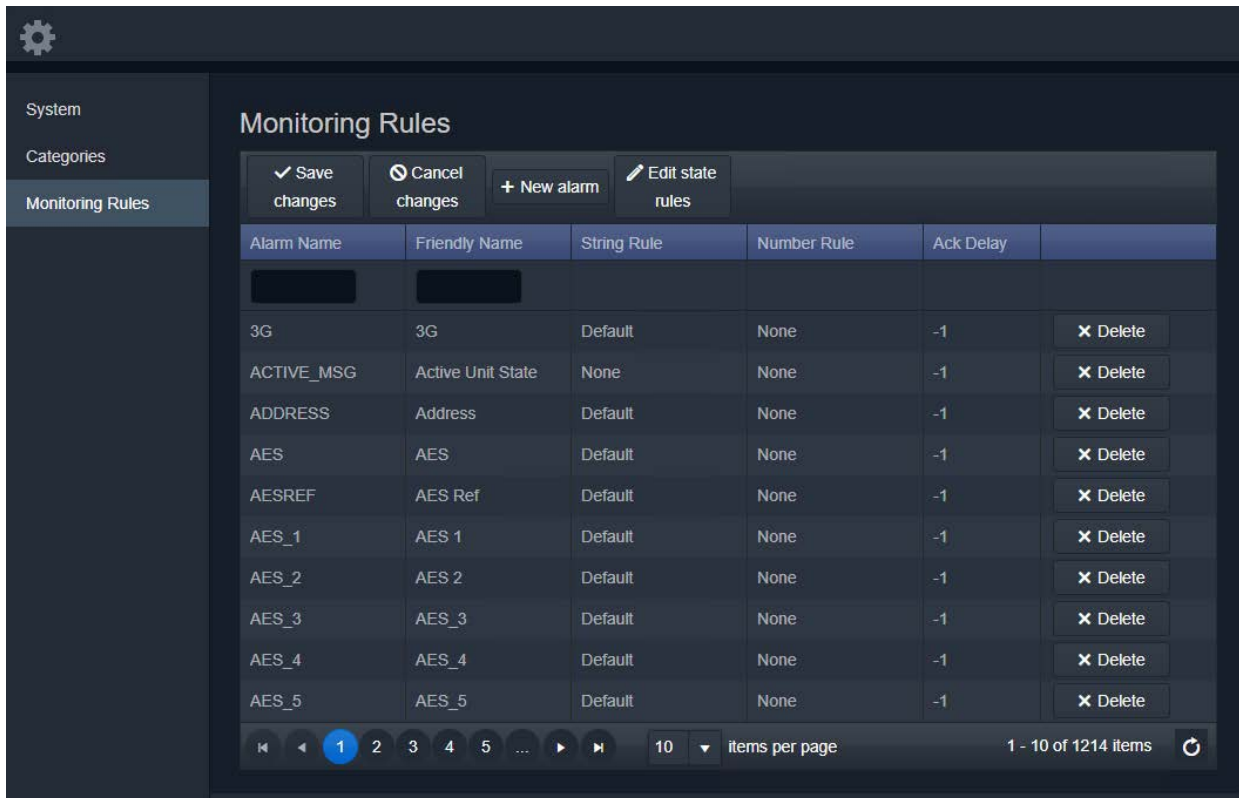 System
Categories
Monitoring Rules
Monitoring Rules
Save changes
Cancel changes
+ New alarm
Edit state rules
Alarm Name Friendly Name String Rule Number Rule Ack Delay
3G 3G Default None -1 Delete
ACTIVE_MSG Active Unit State None None -1 Delete
ADDRESS Address Default None -1 Delete
AES AES Default None -1 Delete
AESREF AES Ref Default None -1 Delete
AES_1 AES 1 Default None -1 Delete
AES_2 AES 2 Default None -1 Delete
AES_3 AES_3 Default None -1 Delete
AES_4 AES_4 Default None -1 Delete
AES_5 AES_5 Default None -1 Delete
1 2 3 4 5 ... 10 items per page 1 - 10 of 1214 items